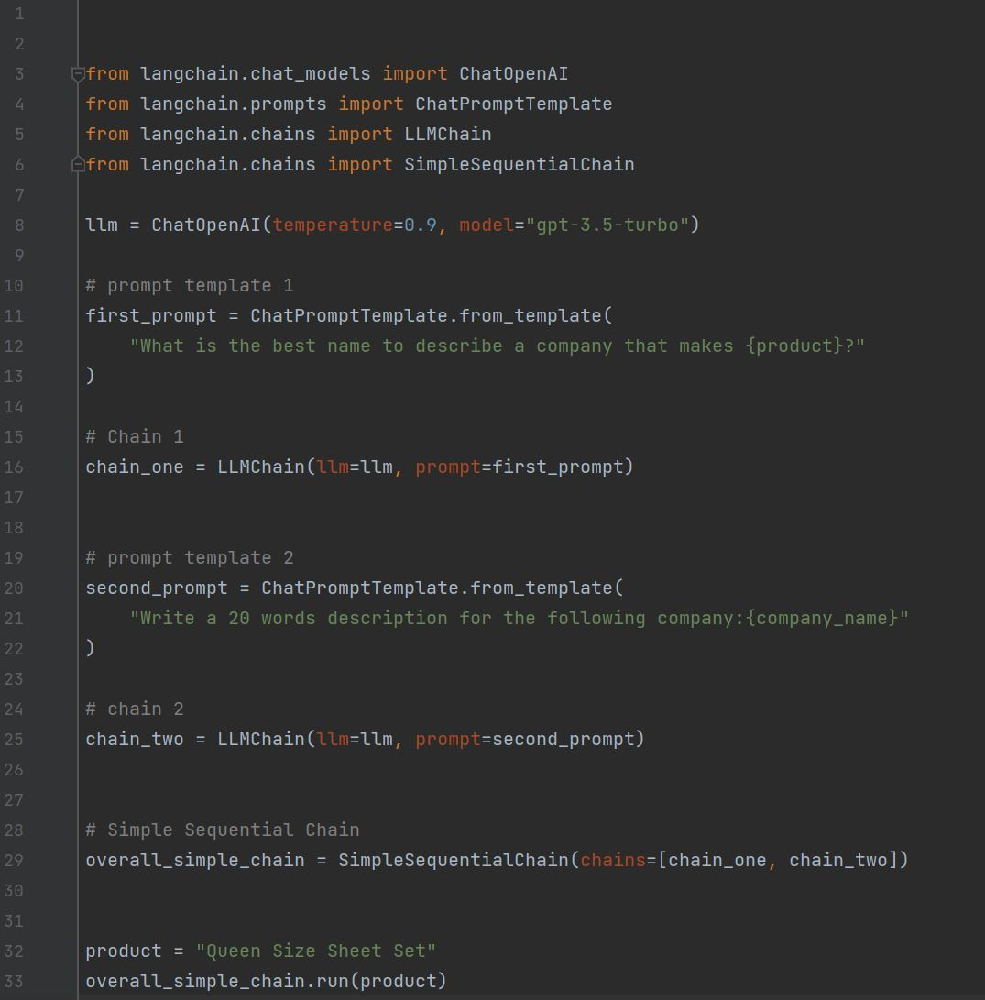 1
2
3 from langchain.chat_models import ChatOpenAI
4 from langchain.prompts import ChatPromptTemplate
5 from langchain.chains import LLMChain
6 from langchain.chains import SimpleSequentialChain
7
8 llm = ChatOpenAI(temperature=0.9, model="gpt-3.5-turbo")
9
10 # prompt template 1
11 first_prompt = ChatPromptTemplate.from_template(
12     "What is the best name to describe a company that makes {product}?"
13 )
14
15 # Chain 1
16 chain_one = LLMChain(llm=llm, prompt=first_prompt)
17
18
19 # prompt template 2
20 second_prompt = ChatPromptTemplate.from_template(
21     "Write a 20 words description for the following company:{company_name}"
22 )
23
24 # chain 2
25 chain_two = LLMChain(llm=llm, prompt=second_prompt)
26
27
28 # Simple Sequential Chain
29 overall_simple_chain = SimpleSequentialChain(chains=[chain_one, chain_two])
30
31
32 product = "Queen Size Sheet Set"
33 overall_simple_chain.run(product)